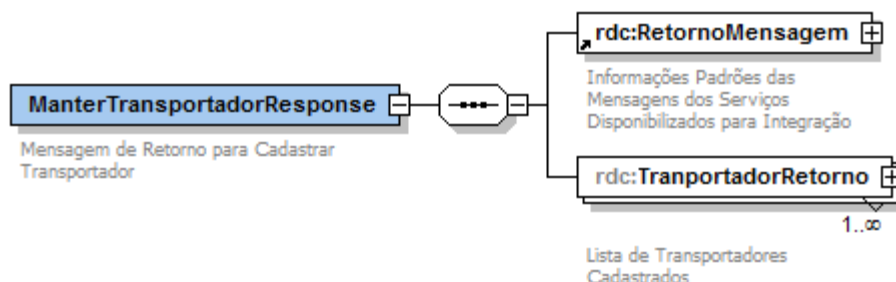 rdc:RetornoMensagem
Informações Padrões das
Mensagens dos Serviços
Disponibilizados para Integração
ManterTransportadorResponse
Mensagem de Retorno para Cadastrar
Transportador
rdc:TranportadorRetorno
1..∞
Lista de Transportadores
Cadastrados